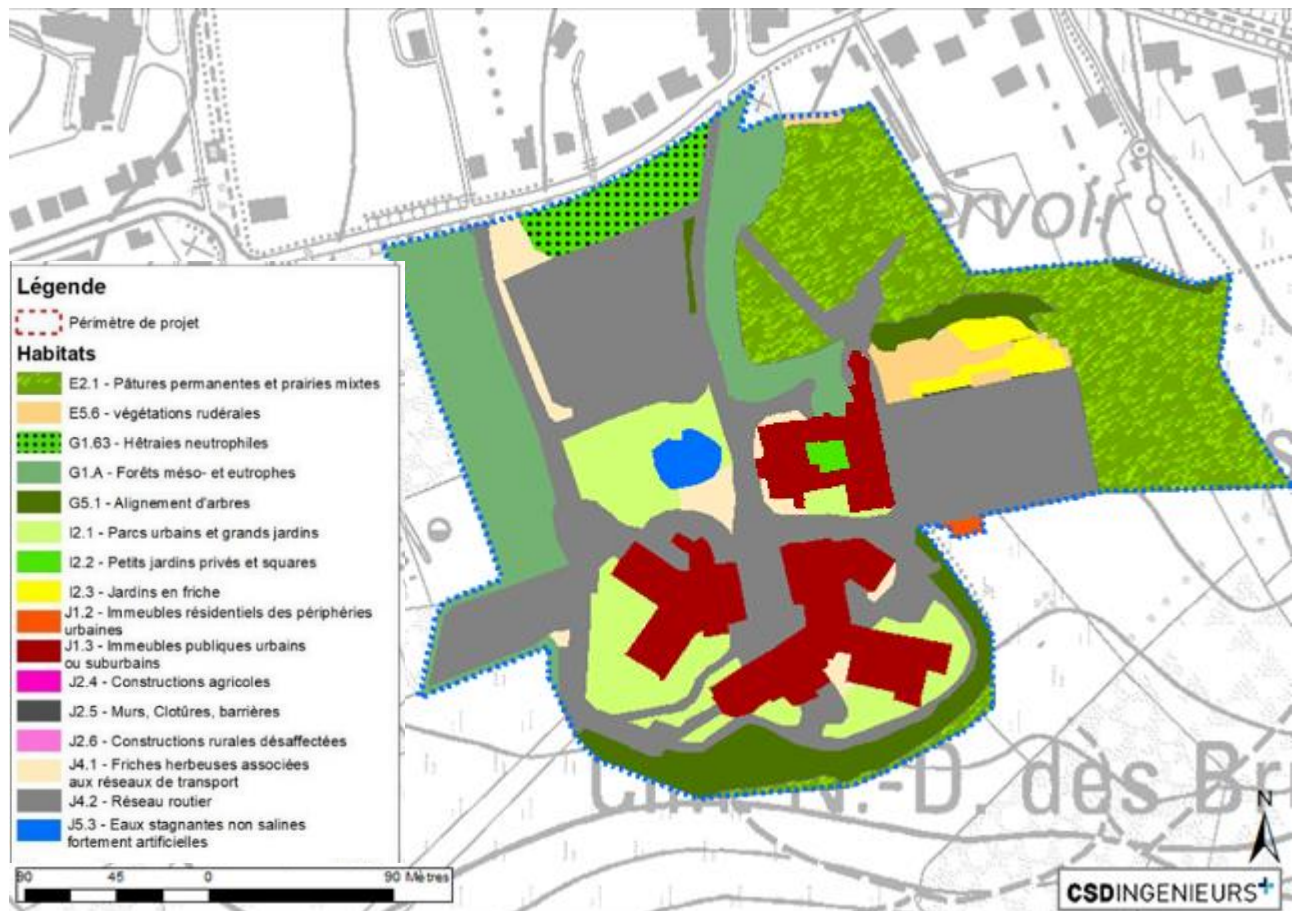 ervoir
Légende
Périmètre de projet
Habitats
E2.1 - Pâtures permanentes et prairies mixtes
E5.6 - végétations rudérales
G1.63 - Hêtraies neutrophiles
G1.A - Forêts méso- et eutrophes
G5.1 - Alignement d'arbres
I2.1 - Parcs urbains et grands jardins
I2.2 - Petits jardins privés et squares
I2.3 - Jardins en friche
J1.2 - Immeubles résidentiels des périphéries
urbaines
J1.3 - Immeubles publiques urbains
ou suburbains
J2.4 - Constructions agricoles
J2.5 - Murs, Clotûres, barrières
J2.6 - Constructions rurales désaffectées
J4.1 - Friches herbeuses associées
aux réseaux de transport
J4.2 - Réseau routier
J5.3 - Eaux stagnantes non salines
fortement artificielles
N.-D. des Br
N
90 45 0 90 Mètres
CSDINGENIEURS+